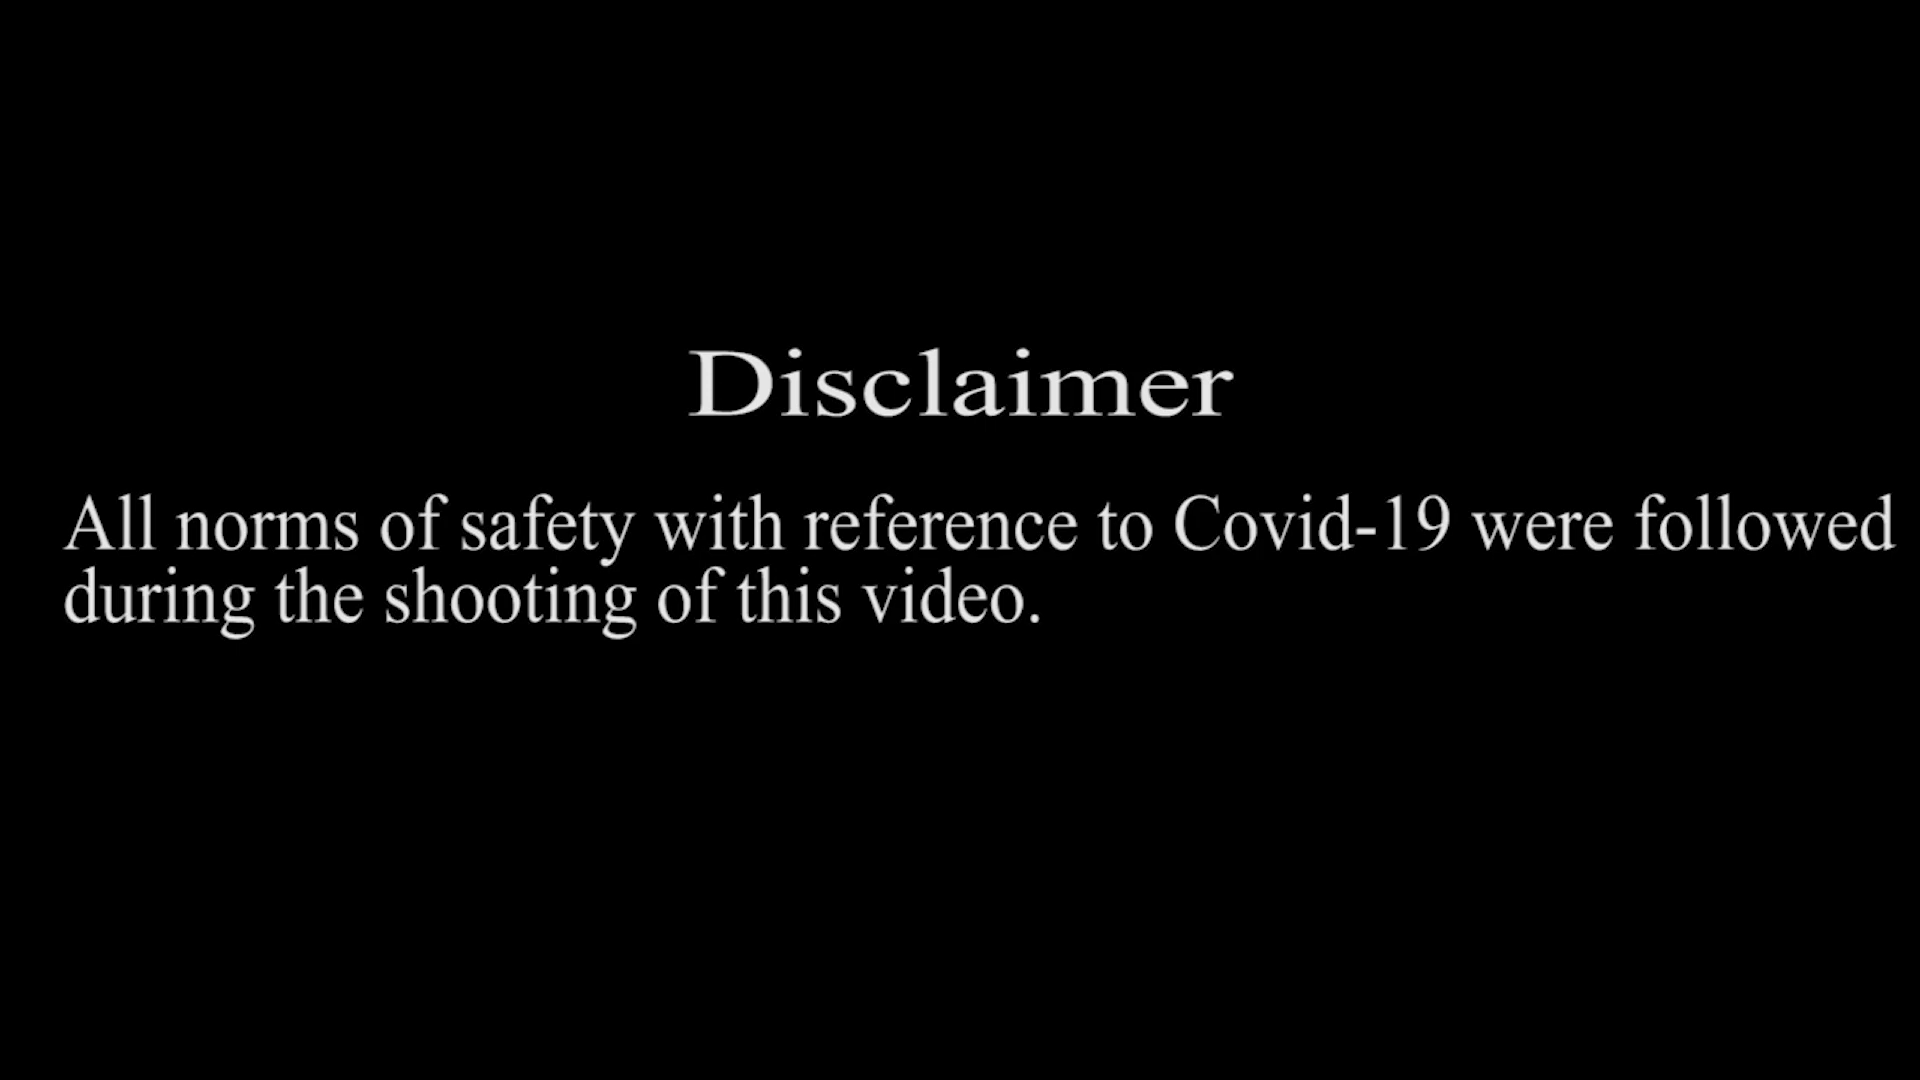 Disclaimer
All norms of safety with reference to Covid-19 were followed
during the shooting of this video.